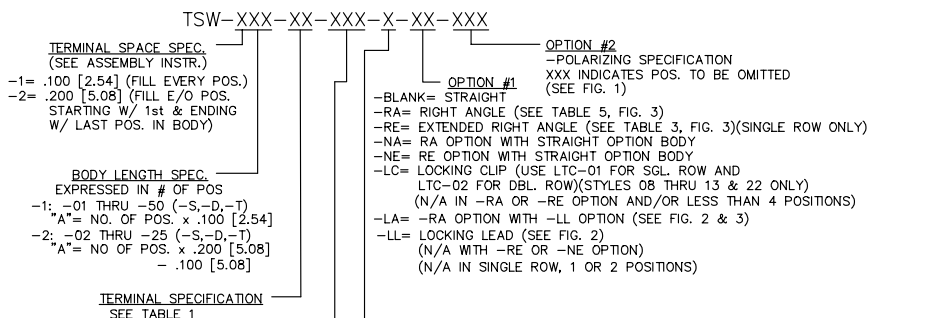 TSW-XXX-XX-XXX-X-XX-XXX
TERMINAL SPACE SPEC.
(SEE ASSEMBLY INSTR.)
-1= .100 [2.54] (FILL EVERY POS.)
-2= .200 [5.08] (FILL E/O POS.
STARTING W/ 1st & ENDING
W/ LAST POS. IN BODY)
BODY LENGTH SPEC.
EXPRESSED IN # OF POS
-1: -01 THRU -50 (-S,-D,-T)
"A"= NO. OF POS. x .100 [2.54]
-2: -02 THRU -25 (-S,-D,-T)
"A"= NO OF POS. x .200 [5.08]
- .100 [5.08]
TERMINAL SPECIFICATION
SEE TABLE 1
OPTION #2
-POLARIZING SPECIFICATION
XXX INDICATES POS. TO BE OMITTED
(SEE FIG. 1)
OPTION #1
-BLANK= STRAIGHT
-RA= RIGHT ANGLE (SEE TABLE 5, FIG. 3)
-RE= EXTENDED RIGHT ANGLE (SEE TABLE 3, FIG. 3)(SINGLE ROW ONLY)
-NA= RA OPTION WITH STRAIGHT OPTION BODY
-NE= RE OPTION WITH STRAIGHT OPTION BODY
-LC= LOCKING CLIP (USE LTC-01 FOR SGL. ROW AND
LTC-02 FOR DBL. ROW)(STYLES 08 THRU 13 & 22 ONLY)
(N/A IN -RA OR -RE OPTION AND/OR LESS THAN 4 POSITIONS)
-LA= -RA OPTION WITH -LL OPTION (SEE FIG. 2 & 3)
-LL= LOCKING LEAD (SEE FIG. 2)
(N/A WITH -RE OR -NE OPTION)
(N/A IN SINGLE ROW, 1 OR 2 POSITIONS)